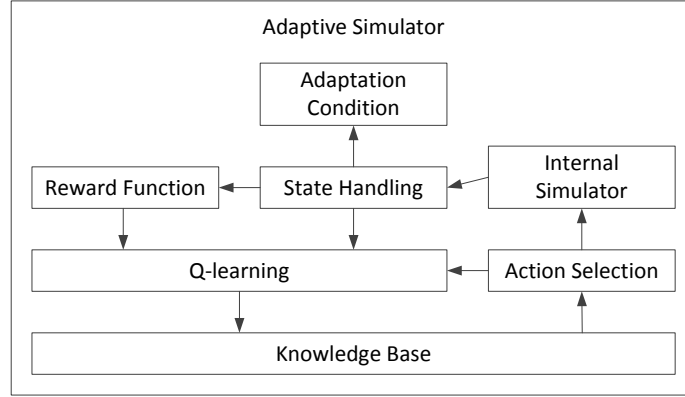 Adaptive Simulator
Adaptation
Condition
Internal
Simulator
Reward Function
State Handling
Q-learning
Action Selection
Knowledge Base